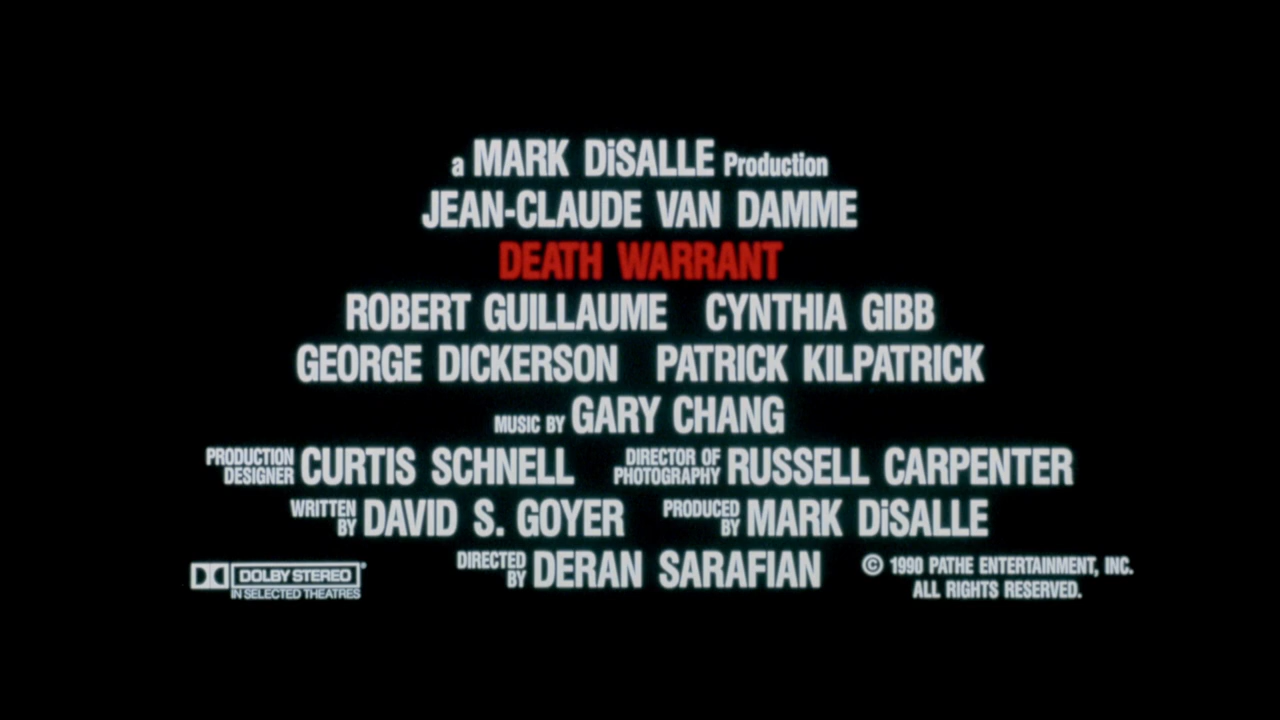 a MARK DiSALLE Production
JEAN-CLAUDE VAN DAMME
DEATH WARRANT
ROBERT GUILLAUME CYNTHIA GIBB
GEORGE DICKERSON PATRICK KILPATRICK
MUSIC BY GARY CHANG
PRODUCTION DESIGNER CURTIS SCHNELL DIRECTOR OF PHOTOGRAPHY RUSSELL CARPENTER
WRITTEN BY DAVID S. GOYER PRODUCED BY MARK DiSALLE
DIRECTED BY DERAN SARAFIAN
DOLBY STEREO®
IN SELECTED THEATRES
© 1990 PATHE ENTERTAINMENT, INC.
ALL RIGHTS RESERVED.